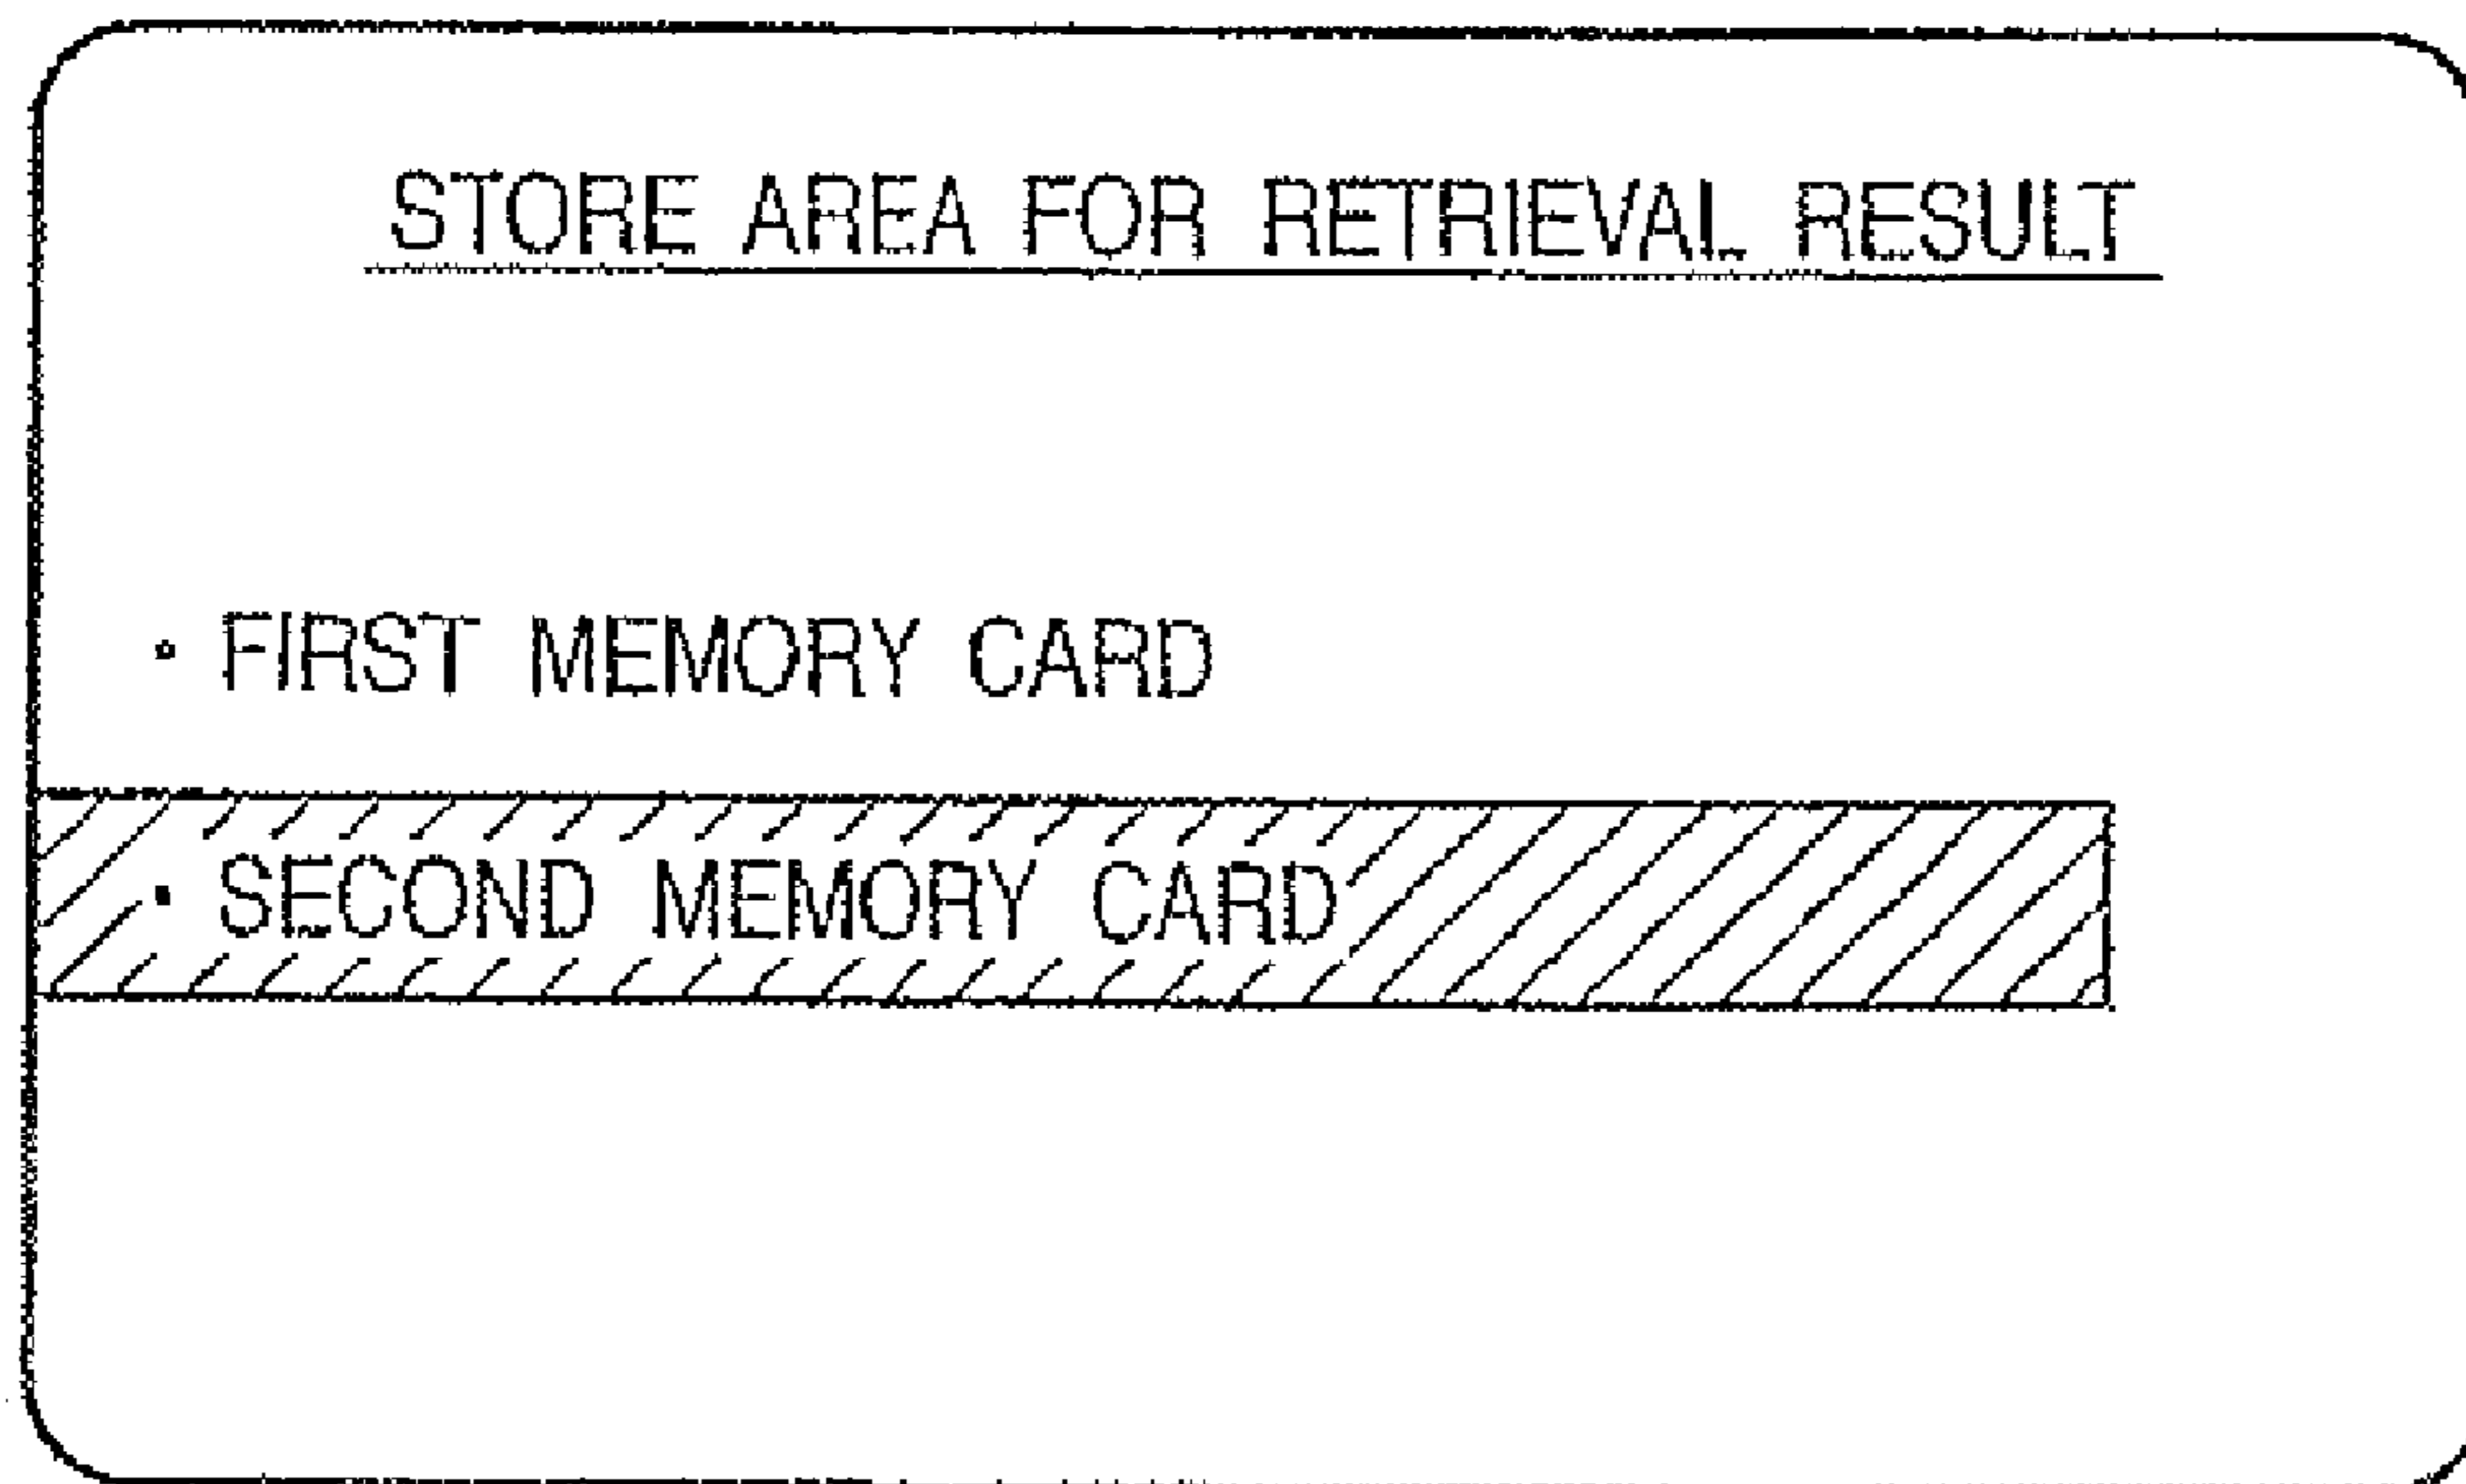 STORE AREA FOR RETRIEVAL RESULT
· FIRST MEMORY CARD
· SECOND MEMORY CARD